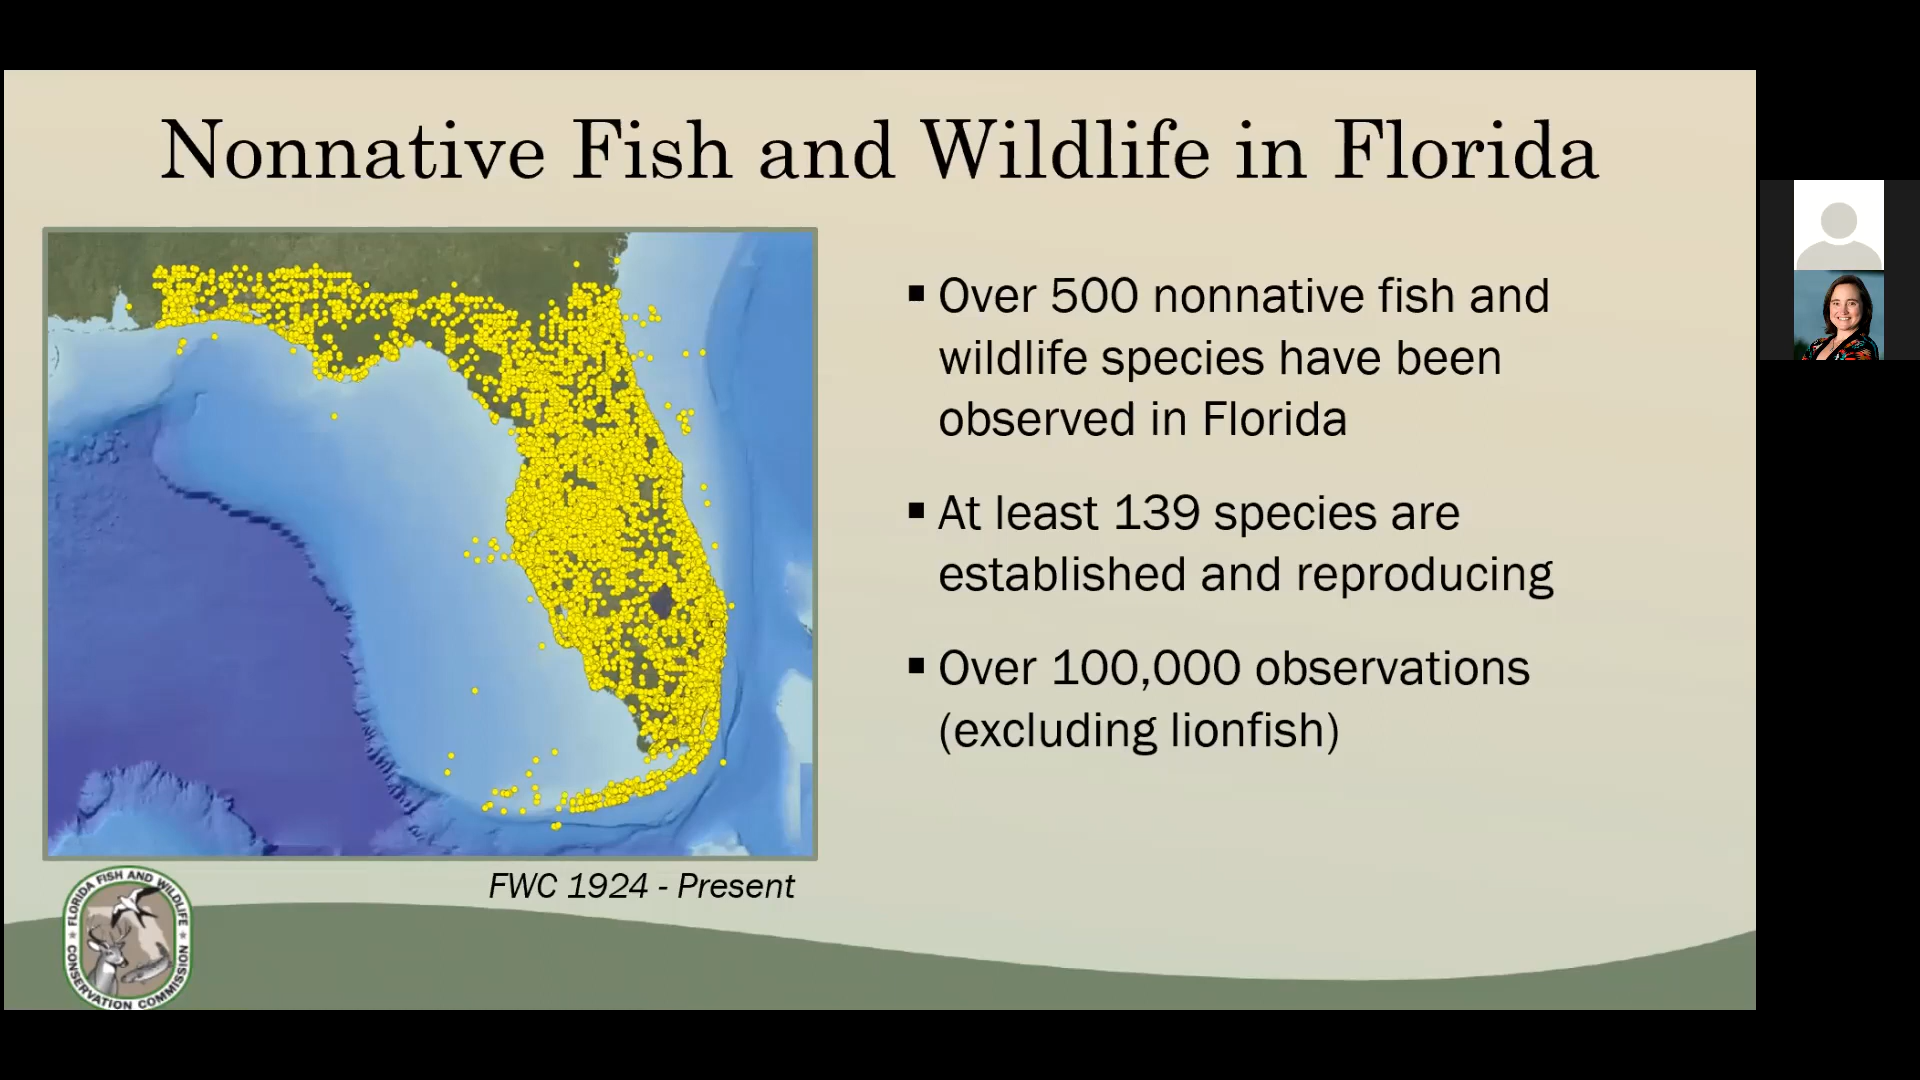 Nonnative Fish and Wildlife in Florida
▪ Over 500 nonnative fish and
wildlife species have been
observed in Florida
▪ At least 139 species are
established and reproducing
▪ Over 100,000 observations
(excluding lionfish)
FWC 1924 - Present
FLORIDA FISH AND WILDLIFE
CONSERVATION COMMISSION